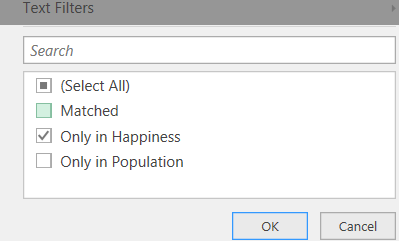 Text Filters
Search
(Select All)
Matched
Only in Happiness
Only in Population
OK Cancel